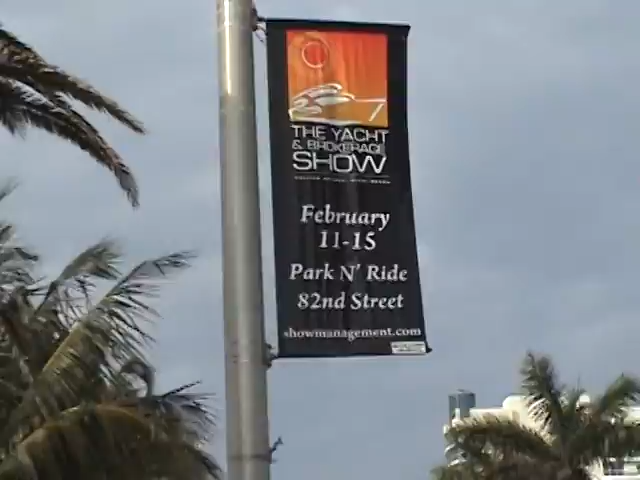 THE YACHT
& BROKERAGE
SHOW
February
11-15
Park N' Ride
82nd Street
showmanagement.com